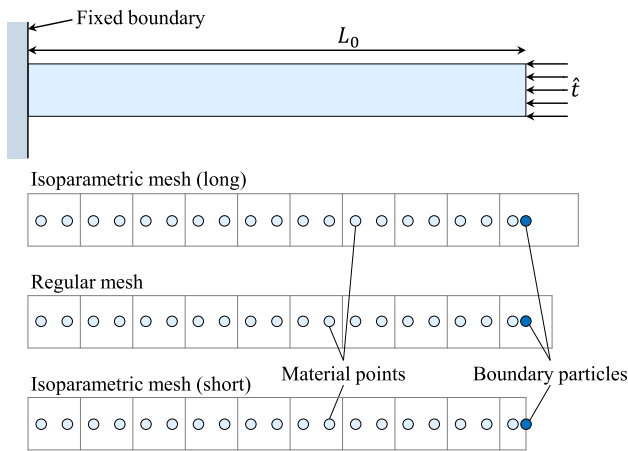 Fixed boundary
L₀
t̂
Isoparametric mesh (long)
Regular mesh
Material points
Boundary particles
Isoparametric mesh (short)